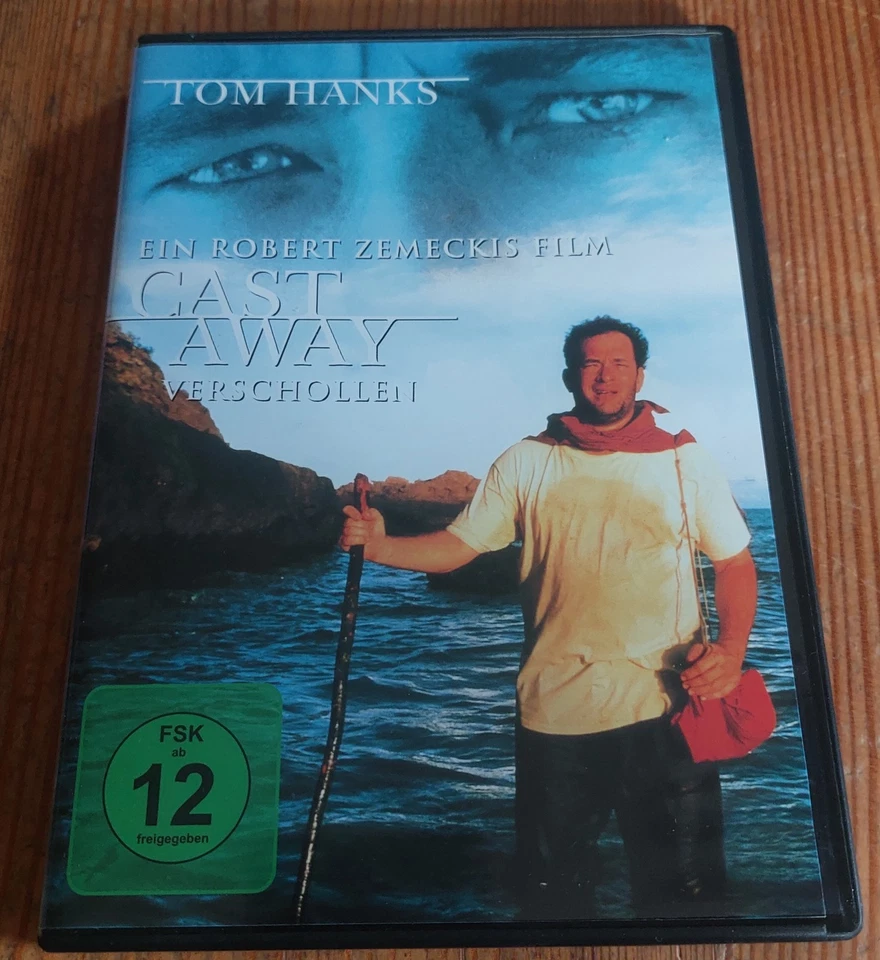 TOM HANKS
EIN ROBERT ZEMECKIS FILM
CAST
AWAY
VERSCHOLLEN
FSK
ab
12
freigegeben